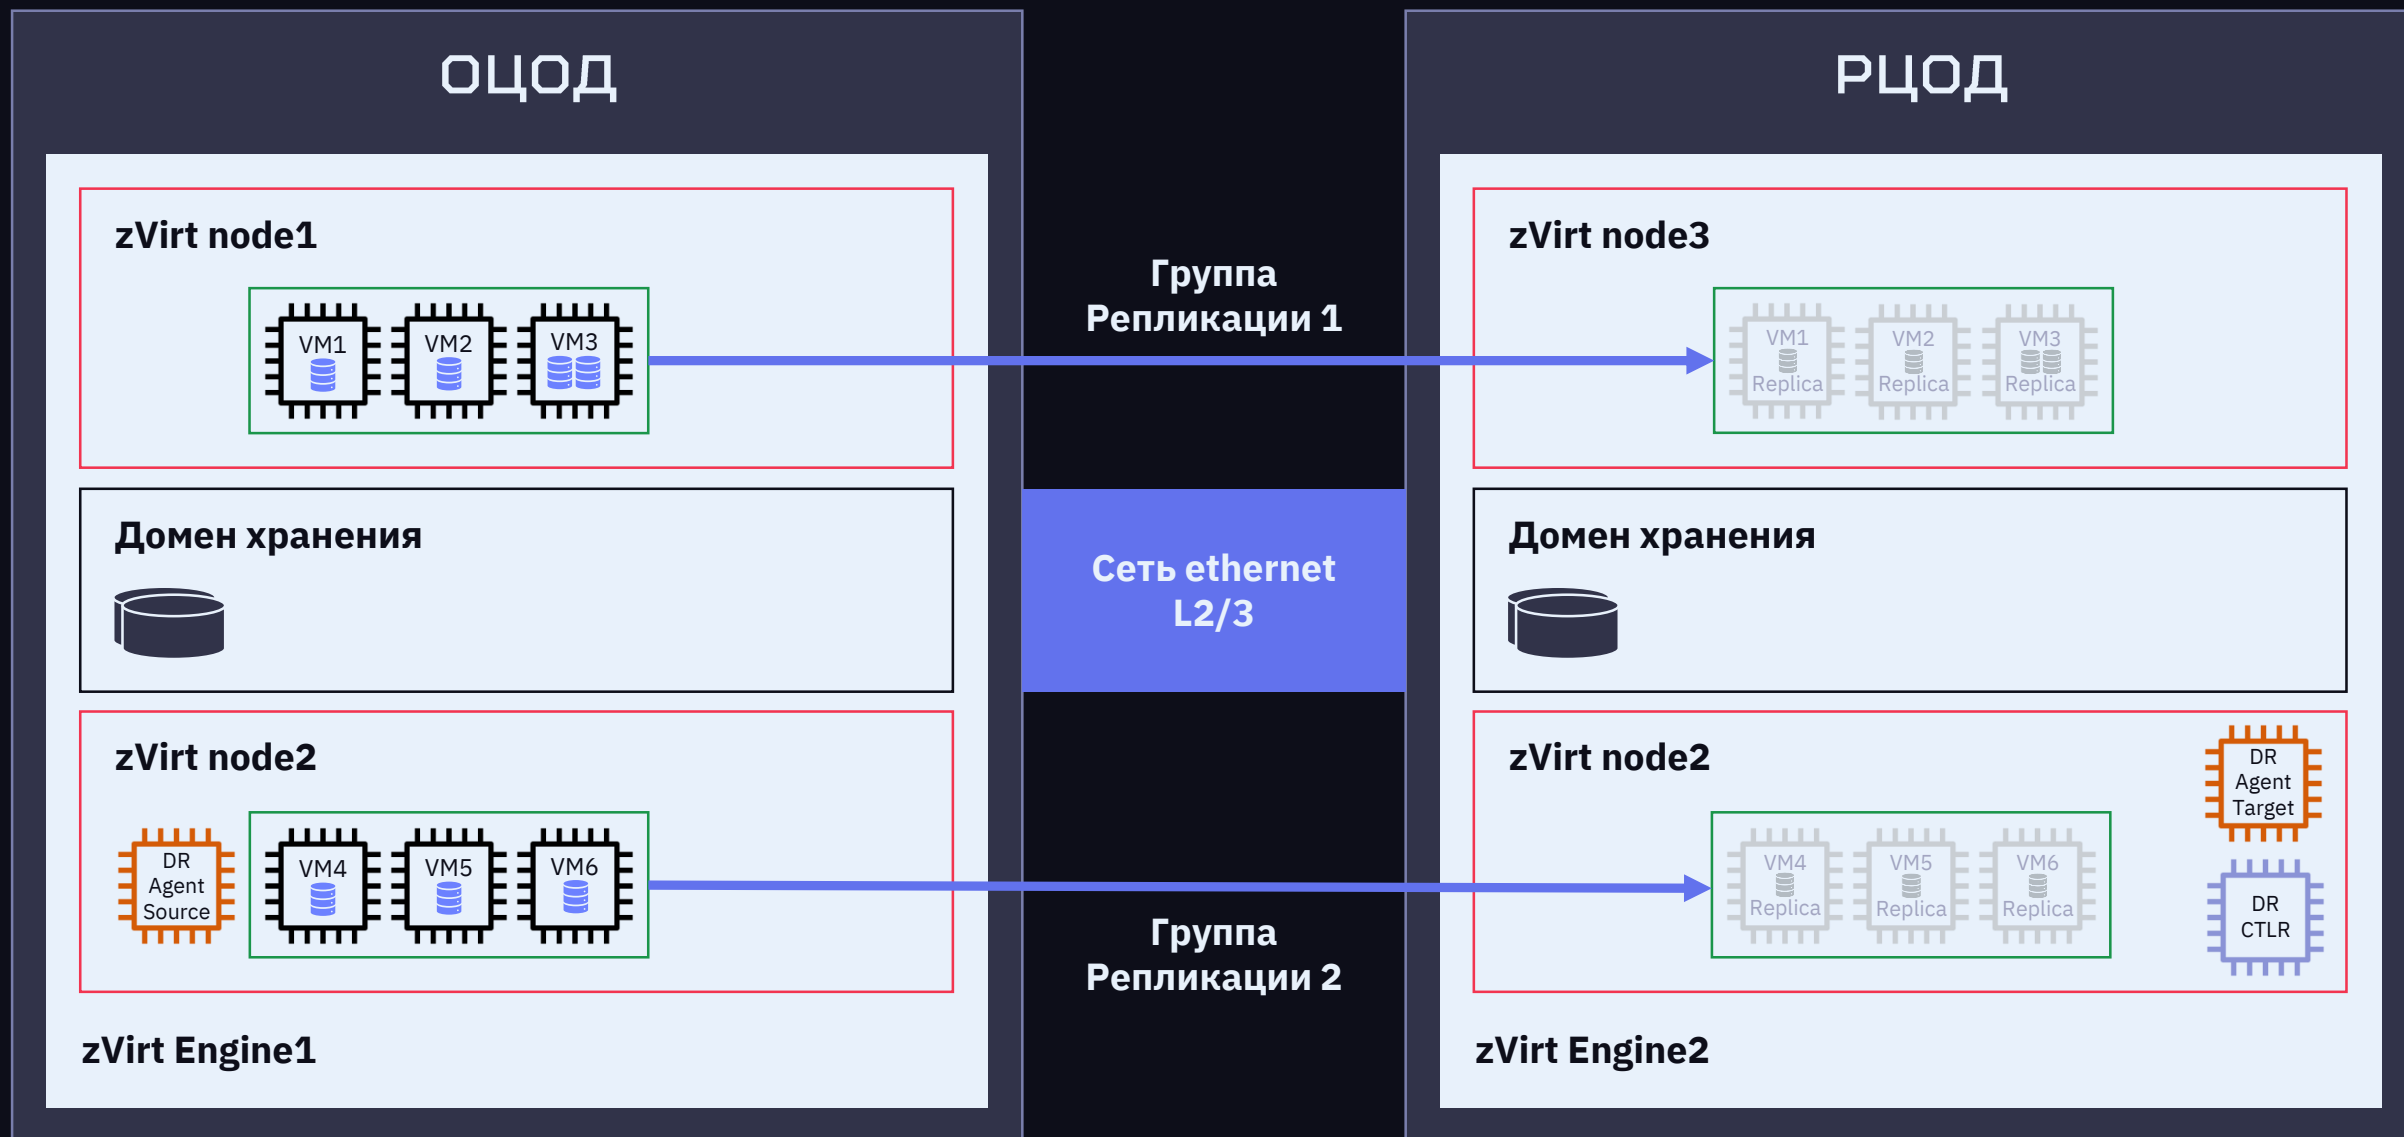 ОЦОД
zVirt node1
VM1
VM2
VM3
Домен хранения
zVirt node2
DR
Agent
Source
VM4
VM5
VM6
zVirt Engine1
Группа
Репликации 1
Сеть ethernet
L2/3
Группа
Репликации 2
РЦОД
zVirt node3
VM1
Replica
VM2
Replica
VM3
Replica
Домен хранения
zVirt node2
DR
Agent
Target
VM4
Replica
VM5
Replica
VM6
Replica
DR
CTLR
zVirt Engine2